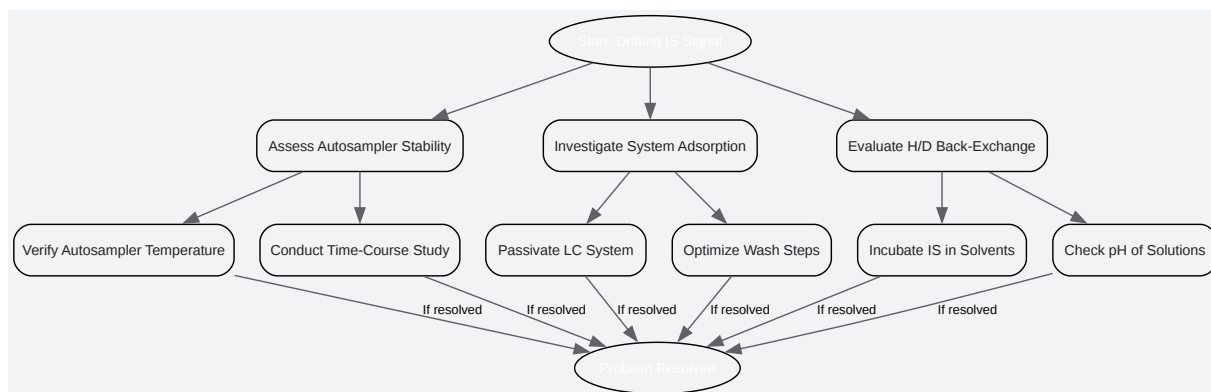 Start: Drifting IS Signal
Assess Autosampler Stability
Investigate System Adsorption
Evaluate H/D Back-Exchange
Verify Autosampler Temperature
Conduct Time-Course Study
Passivate LC System
Optimize Wash Steps
Incubate IS in Solvents
Check pH of Solutions
If resolved
If resolved
If resolved
If resolved
If resolved
If resolved
Problem Resolved